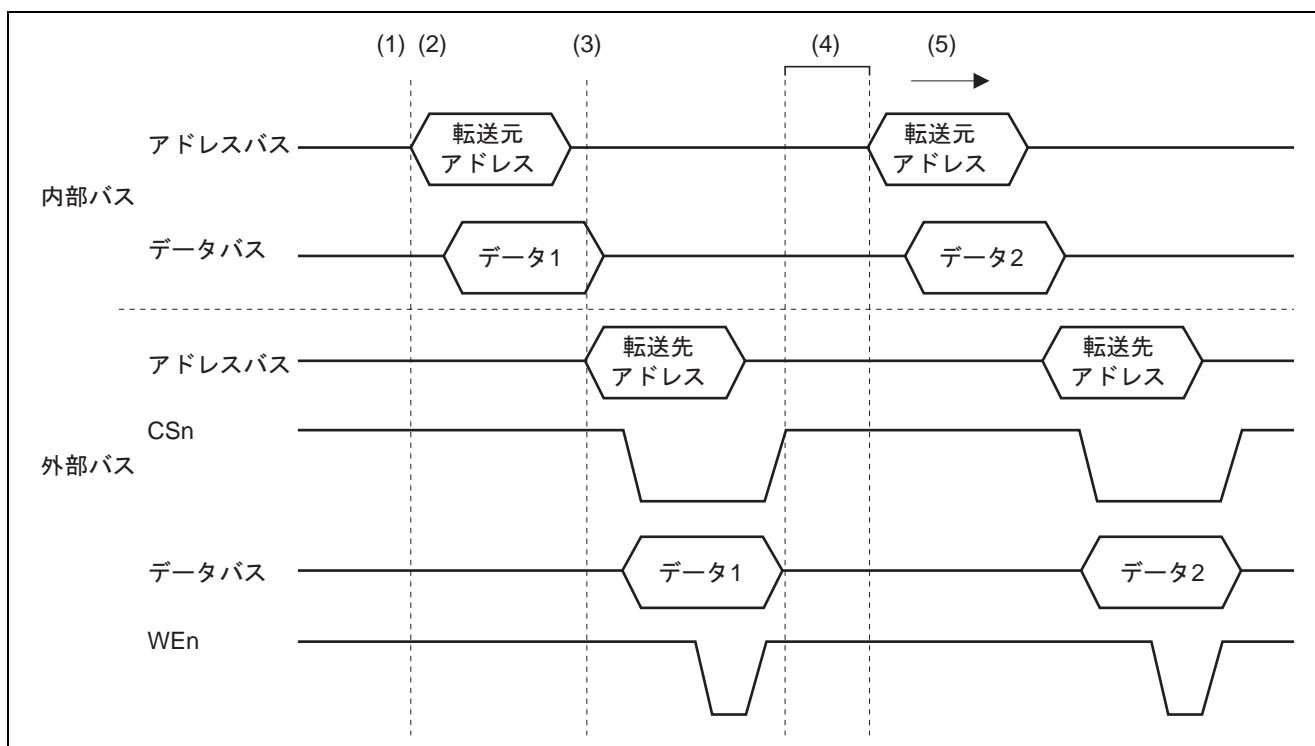 (1) (2) (3) (4) (5)
アドレスバス
転送元
アドレス
転送元
アドレス
内部バス
データバス
データ1
データ2
アドレスバス
転送先
アドレス
転送先
アドレス
CSn
外部バス
データバス
データ1
データ2
WEn